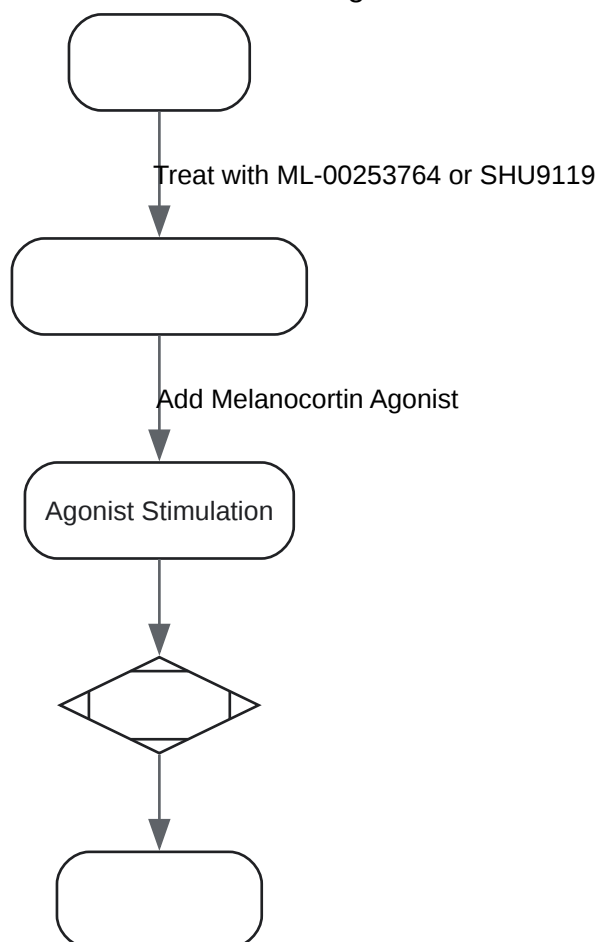 Treat with ML-00253764 or SHU9119
Add Melanocortin Agonist
Agonist Stimulation